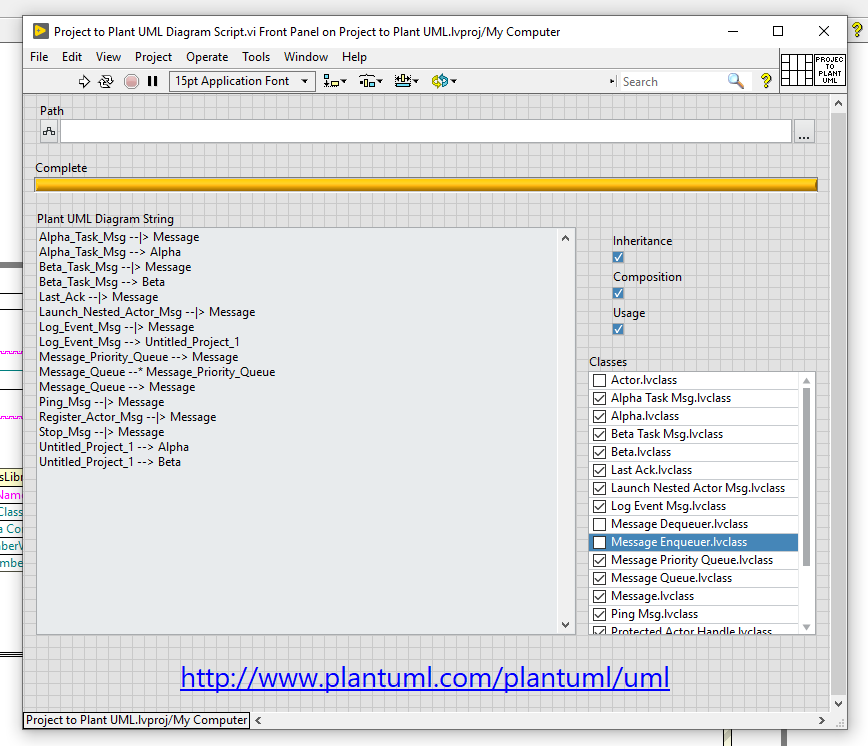 Project to Plant UML Diagram Script.vi Front Panel on Project to Plant UML.lvproj/My Computer
File Edit View Project Operate Tools Window Help
15pt Application Font
Search
?
PROJEC
TO
PLANT
UML
?
Path
...
Complete
Plant UML Diagram String
Alpha_Task_Msg --|> Message
Alpha_Task_Msg --> Alpha
Beta_Task_Msg --|> Message
Beta_Task_Msg --> Beta
Last_Ack --|> Message
Launch_Nested_Actor_Msg --|> Message
Log_Event_Msg --|> Message
Log_Event_Msg --> Untitled_Project_1
Message_Priority_Queue --> Message
Message_Queue --* Message_Priority_Queue
Message_Queue --> Message
Ping_Msg --|> Message
Register_Actor_Msg --|> Message
Stop_Msg --|> Message
Untitled_Project_1 --> Alpha
Untitled_Project_1 --> Beta
Inheritance
Composition
Usage
Classes
Actor.lvclass
Alpha Task Msg.lvclass
Alpha.lvclass
Beta Task Msg.lvclass
Beta.lvclass
Last Ack.lvclass
Launch Nested Actor Msg.lvclass
Log Event Msg.lvclass
Message Dequeuer.lvclass
Message Enqueuer.lvclass
Message Priority Queue.lvclass
Message Queue.lvclass
Message.lvclass
Ping Msg.lvclass
Protected Actor Handle.lvclass
http://www.plantuml.com/plantuml/uml
Project to Plant UML.lvproj/My Computer